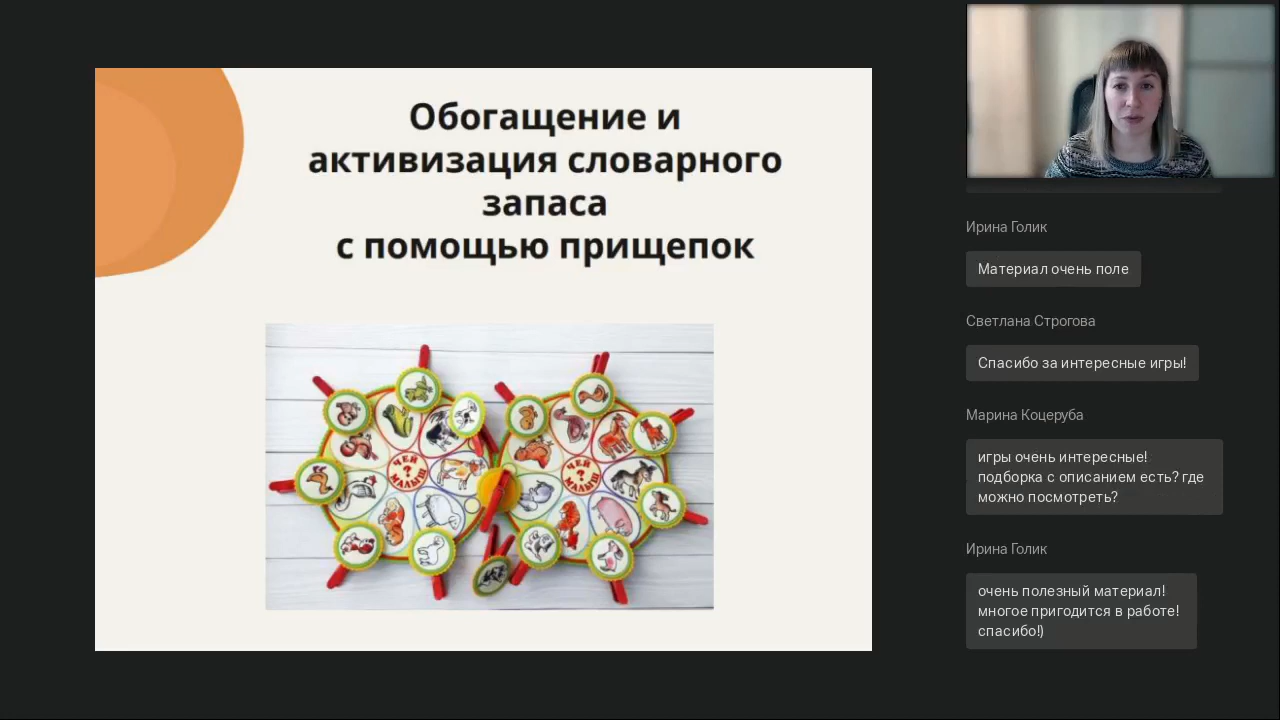 Обогащение и
активизация словарного
запаса
с помощью прищепок
ЧЕЙ
?
МАЛЫШ
ЧЕЙ
?
МАЛЫШ
Ирина Голик
Материал очень поле
Светлана Строгова
Спасибо за интересные игры!
Марина Коцеруба
игры очень интересные!
подборка с описанием есть? где
можно посмотреть?
Ирина Голик
очень полезный материал!
многое пригодится в работе!
спасибо!)